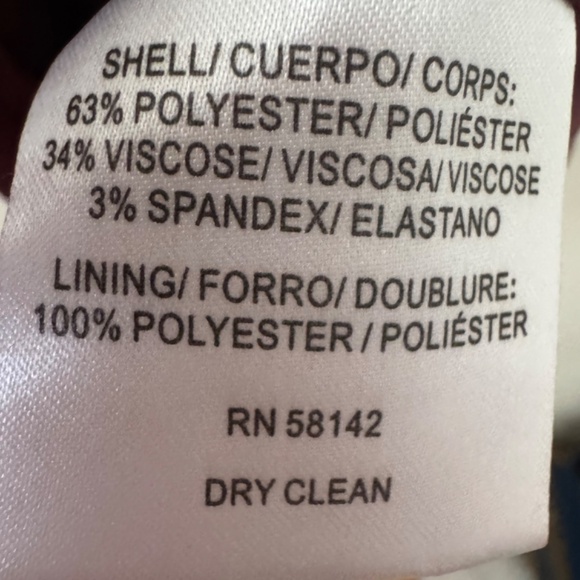 SHELL/ CUERPO/ CORPS:
63% POLYESTER/ POLIÉSTER
34% VISCOSE/ VISCOSA/ VISCOSE
3% SPANDEX/ ELASTANO
LINING/ FORRO/ DOUBLURE:
100% POLYESTER / POLIÉSTER
RN 58142
DRY CLEAN